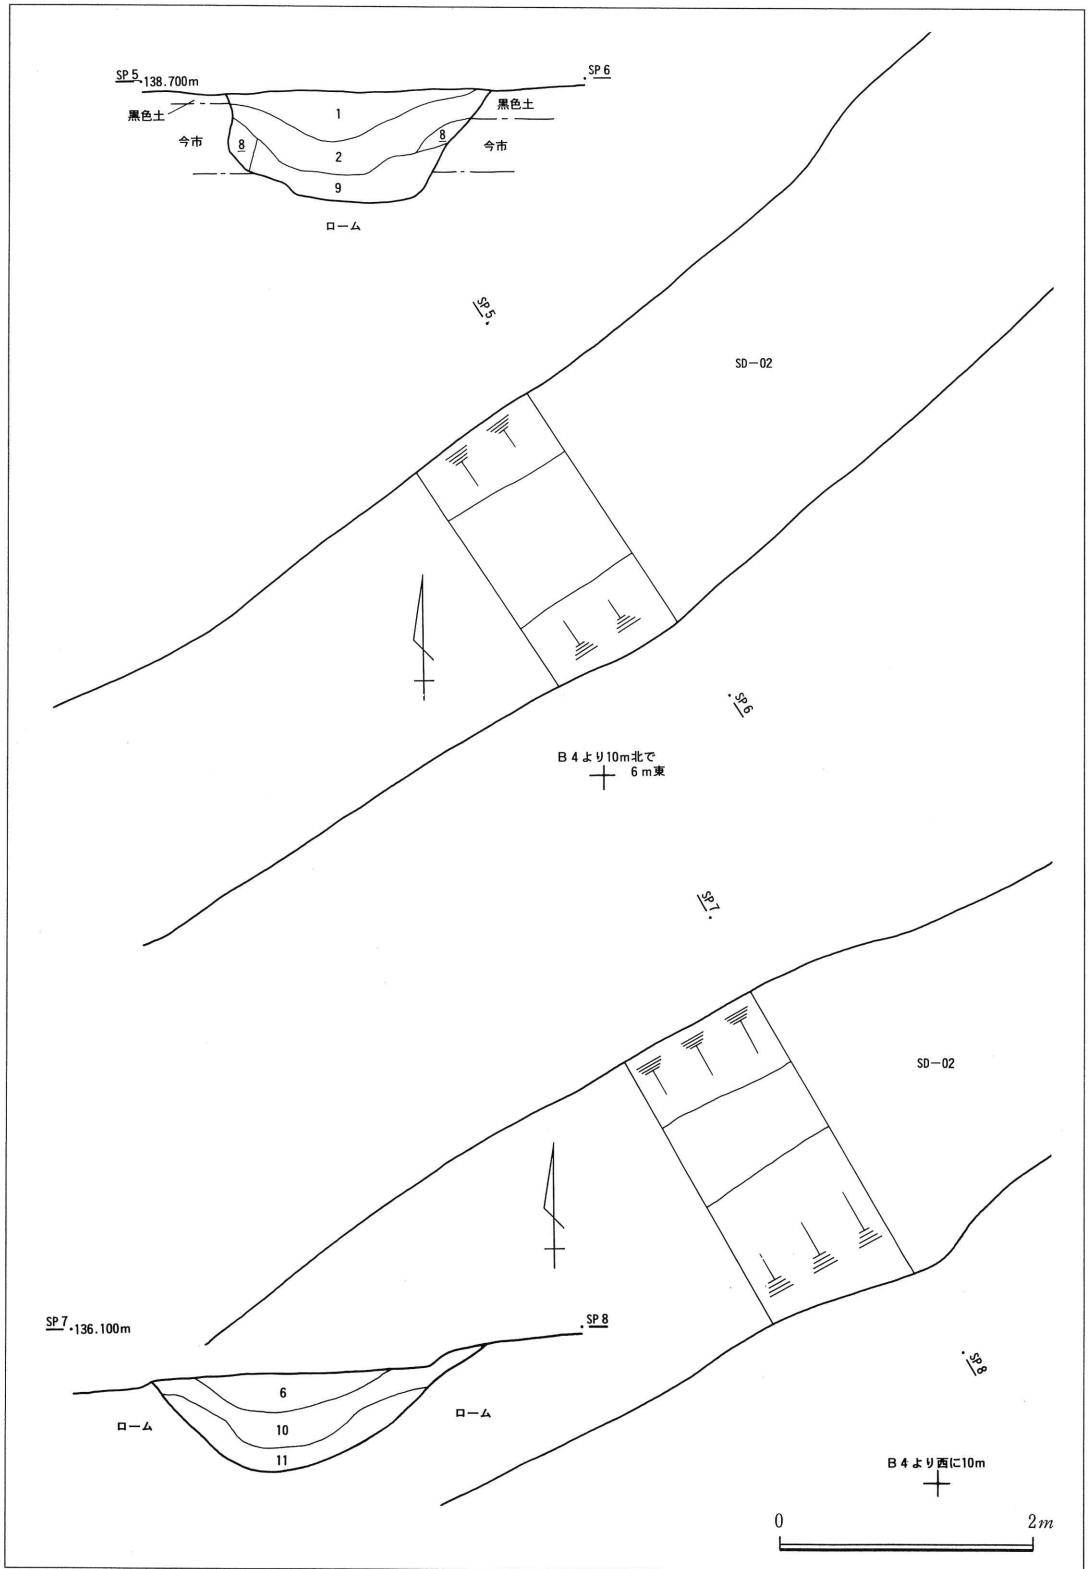 SP5 ·138.700m
SP6
黒色土
今市
1
8
2
8
9
黒色土
今市
ローム
SP5
SD-02
SP6
B4より10m北で
6m東
SP7
SD-02
SP7 ·136.100m
SP8
6
10
11
ローム
ローム
SP8
B4より西に10m
0
2m